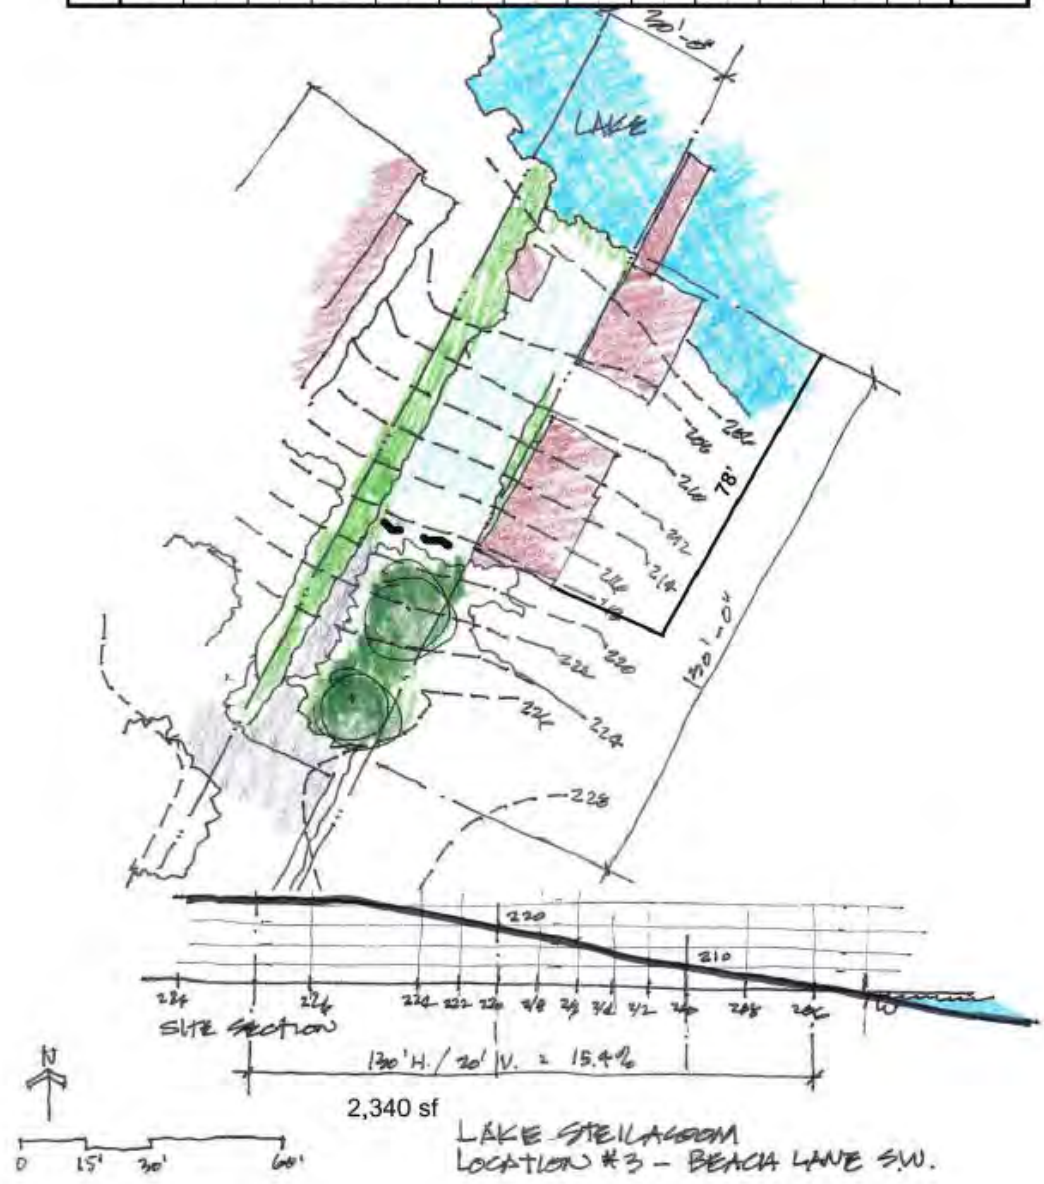 30'-0"
LAKE
204
206
210
78'
212
214
216
218
220
222
130'-0"
226
224
228
220
210
226
224 222 220 218 216 214 212 210 208 206 W
SITE SECTION
130'H. / 20' V. = 15.4%
N
2,340 sf
0 15' 30' 60'
LAKE STEILACOOM
LOCATION #3 - BEACH LANE S.W.